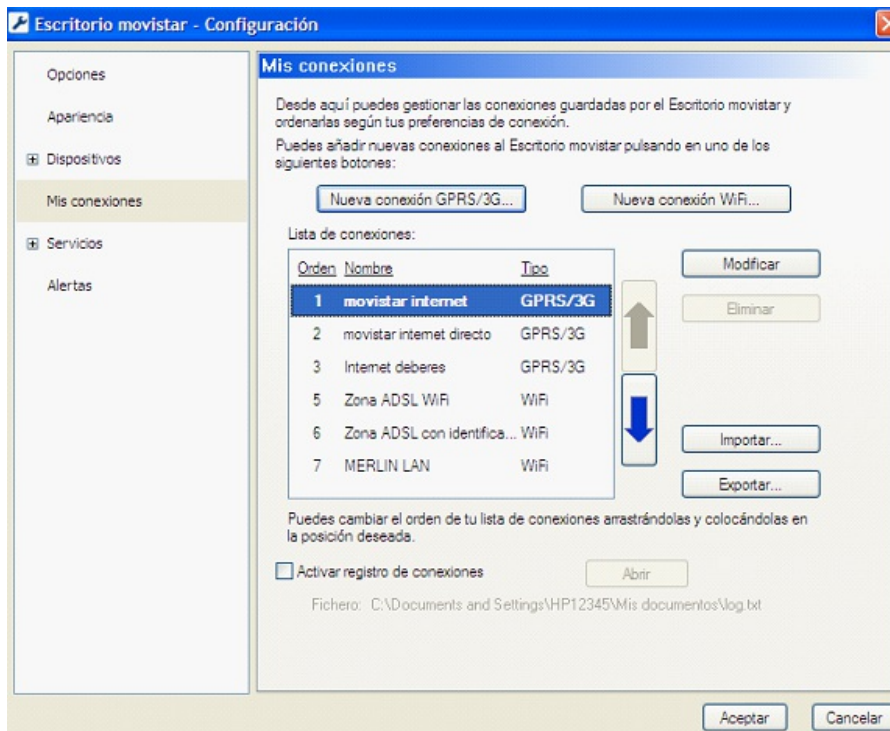 Escritorio movistar - Configuración
Opciones
Apariencia
Dispositivos
Mis conexiones
Servicios
Alertas
Mis conexiones
Desde aquí puedes gestionar las conexiones guardadas por el Escritorio movistar y
ordenarlas según tus preferencias de conexión.
Puedes añadir nuevas conexiones al Escritorio movistar pulsando en uno de los
siguientes botones:
Nueva conexión GPRS/3G... Nueva conexión WiFi...
Lista de conexiones:
Orden Nombre Tipo
1 movistar internet GPRS/3G
2 movistar internet directo GPRS/3G
3 Internet deberes GPRS/3G
5 Zona ADSL WiFi WiFi
6 Zona ADSL con identifica... WiFi
7 MERLIN LAN WiFi
Modificar
Eliminar
Importar...
Exportar...
Puedes cambiar el orden de tu lista de conexiones arrastrándolas y colocándolas en
la posición deseada.
Activar registro de conexiones Abrir
Fichero: C:\Documents and Settings\HP12345\Mis documentos\log.txt
Aceptar Cancelar